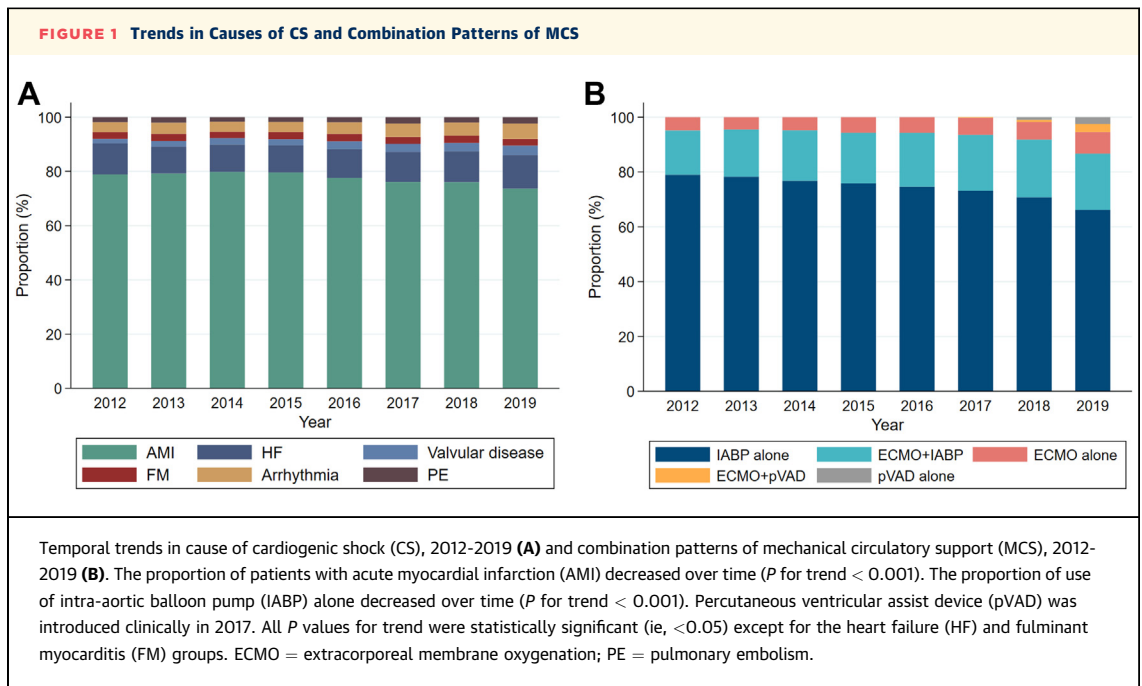 FIGURE 1 Trends in Causes of CS and Combination Patterns of MCS
A
100
80
60
40
20
0
Proportion (%)
2012 2013 2014 2015 2016 2017 2018 2019
Year
AMI HF Valvular disease
FM Arrhythmia PE
B
100
80
60
40
20
0
Proportion (%)
2012 2013 2014 2015 2016 2017 2018 2019
Year
IABP alone ECMO+IABP ECMO alone
ECMO+pVAD pVAD alone
Temporal trends in cause of cardiogenic shock (CS), 2012-2019 (A) and combination patterns of mechanical circulatory support (MCS), 2012-
2019 (B). The proportion of patients with acute myocardial infarction (AMI) decreased over time (P for trend < 0.001). The proportion of use
of intra-aortic balloon pump (IABP) alone decreased over time (P for trend < 0.001). Percutaneous ventricular assist device (pVAD) was
introduced clinically in 2017. All P values for trend were statistically significant (ie, <0.05) except for the heart failure (HF) and fulminant
myocarditis (FM) groups. ECMO = extracorporeal membrane oxygenation; PE = pulmonary embolism.